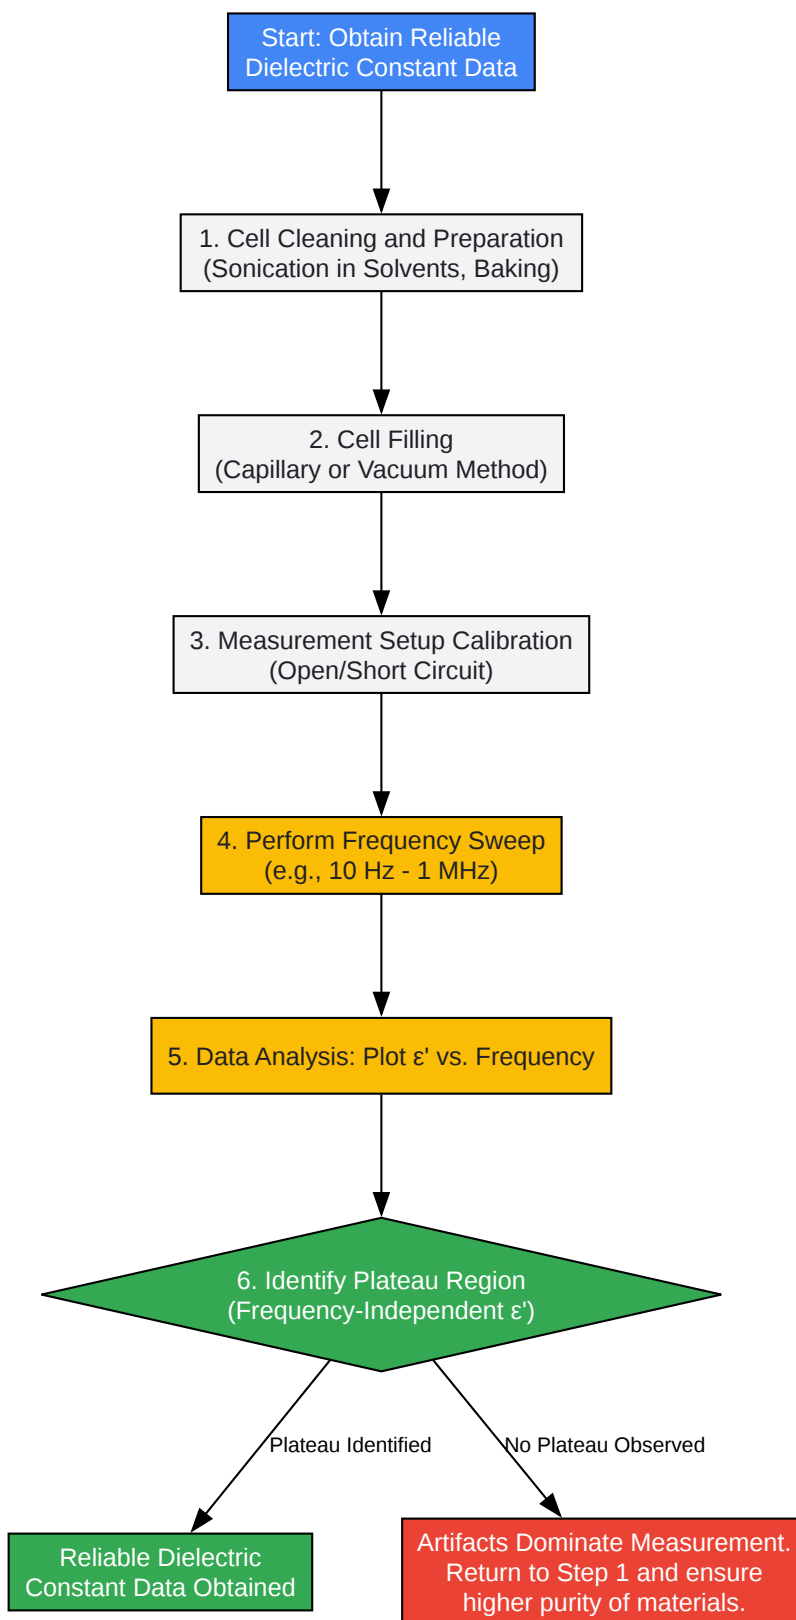 Start: Obtain Reliable
Dielectric Constant Data
1. Cell Cleaning and Preparation
(Sonication in Solvents, Baking)
2. Cell Filling
(Capillary or Vacuum Method)
3. Measurement Setup Calibration
(Open/Short Circuit)
4. Perform Frequency Sweep
(e.g., 10 Hz - 1 MHz)
5. Data Analysis: Plot ε' vs. Frequency
6. Identify Plateau Region
(Frequency-Independent ε')
Plateau Identified
No Plateau Observed
Reliable Dielectric
Constant Data Obtained
Artifacts Dominate Measurement.
Return to Step 1 and ensure
higher purity of materials.